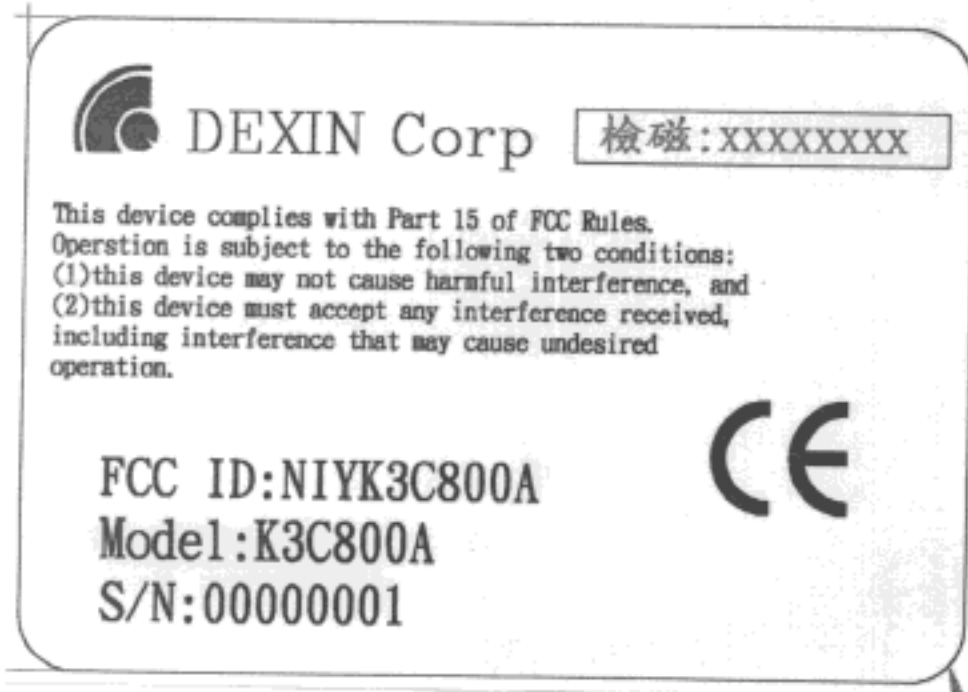 DEXIN Corp 檢磁:XXXXXXXX
This device complies with Part 15 of FCC Rules.
Operstion is subject to the following two conditions:
(1)this device may not cause harmful interference, and
(2)this device must accept any interference received,
including interference that may cause undesired
operation.
CE
FCC ID:NIYK3C800A
Model:K3C800A
S/N:00000001